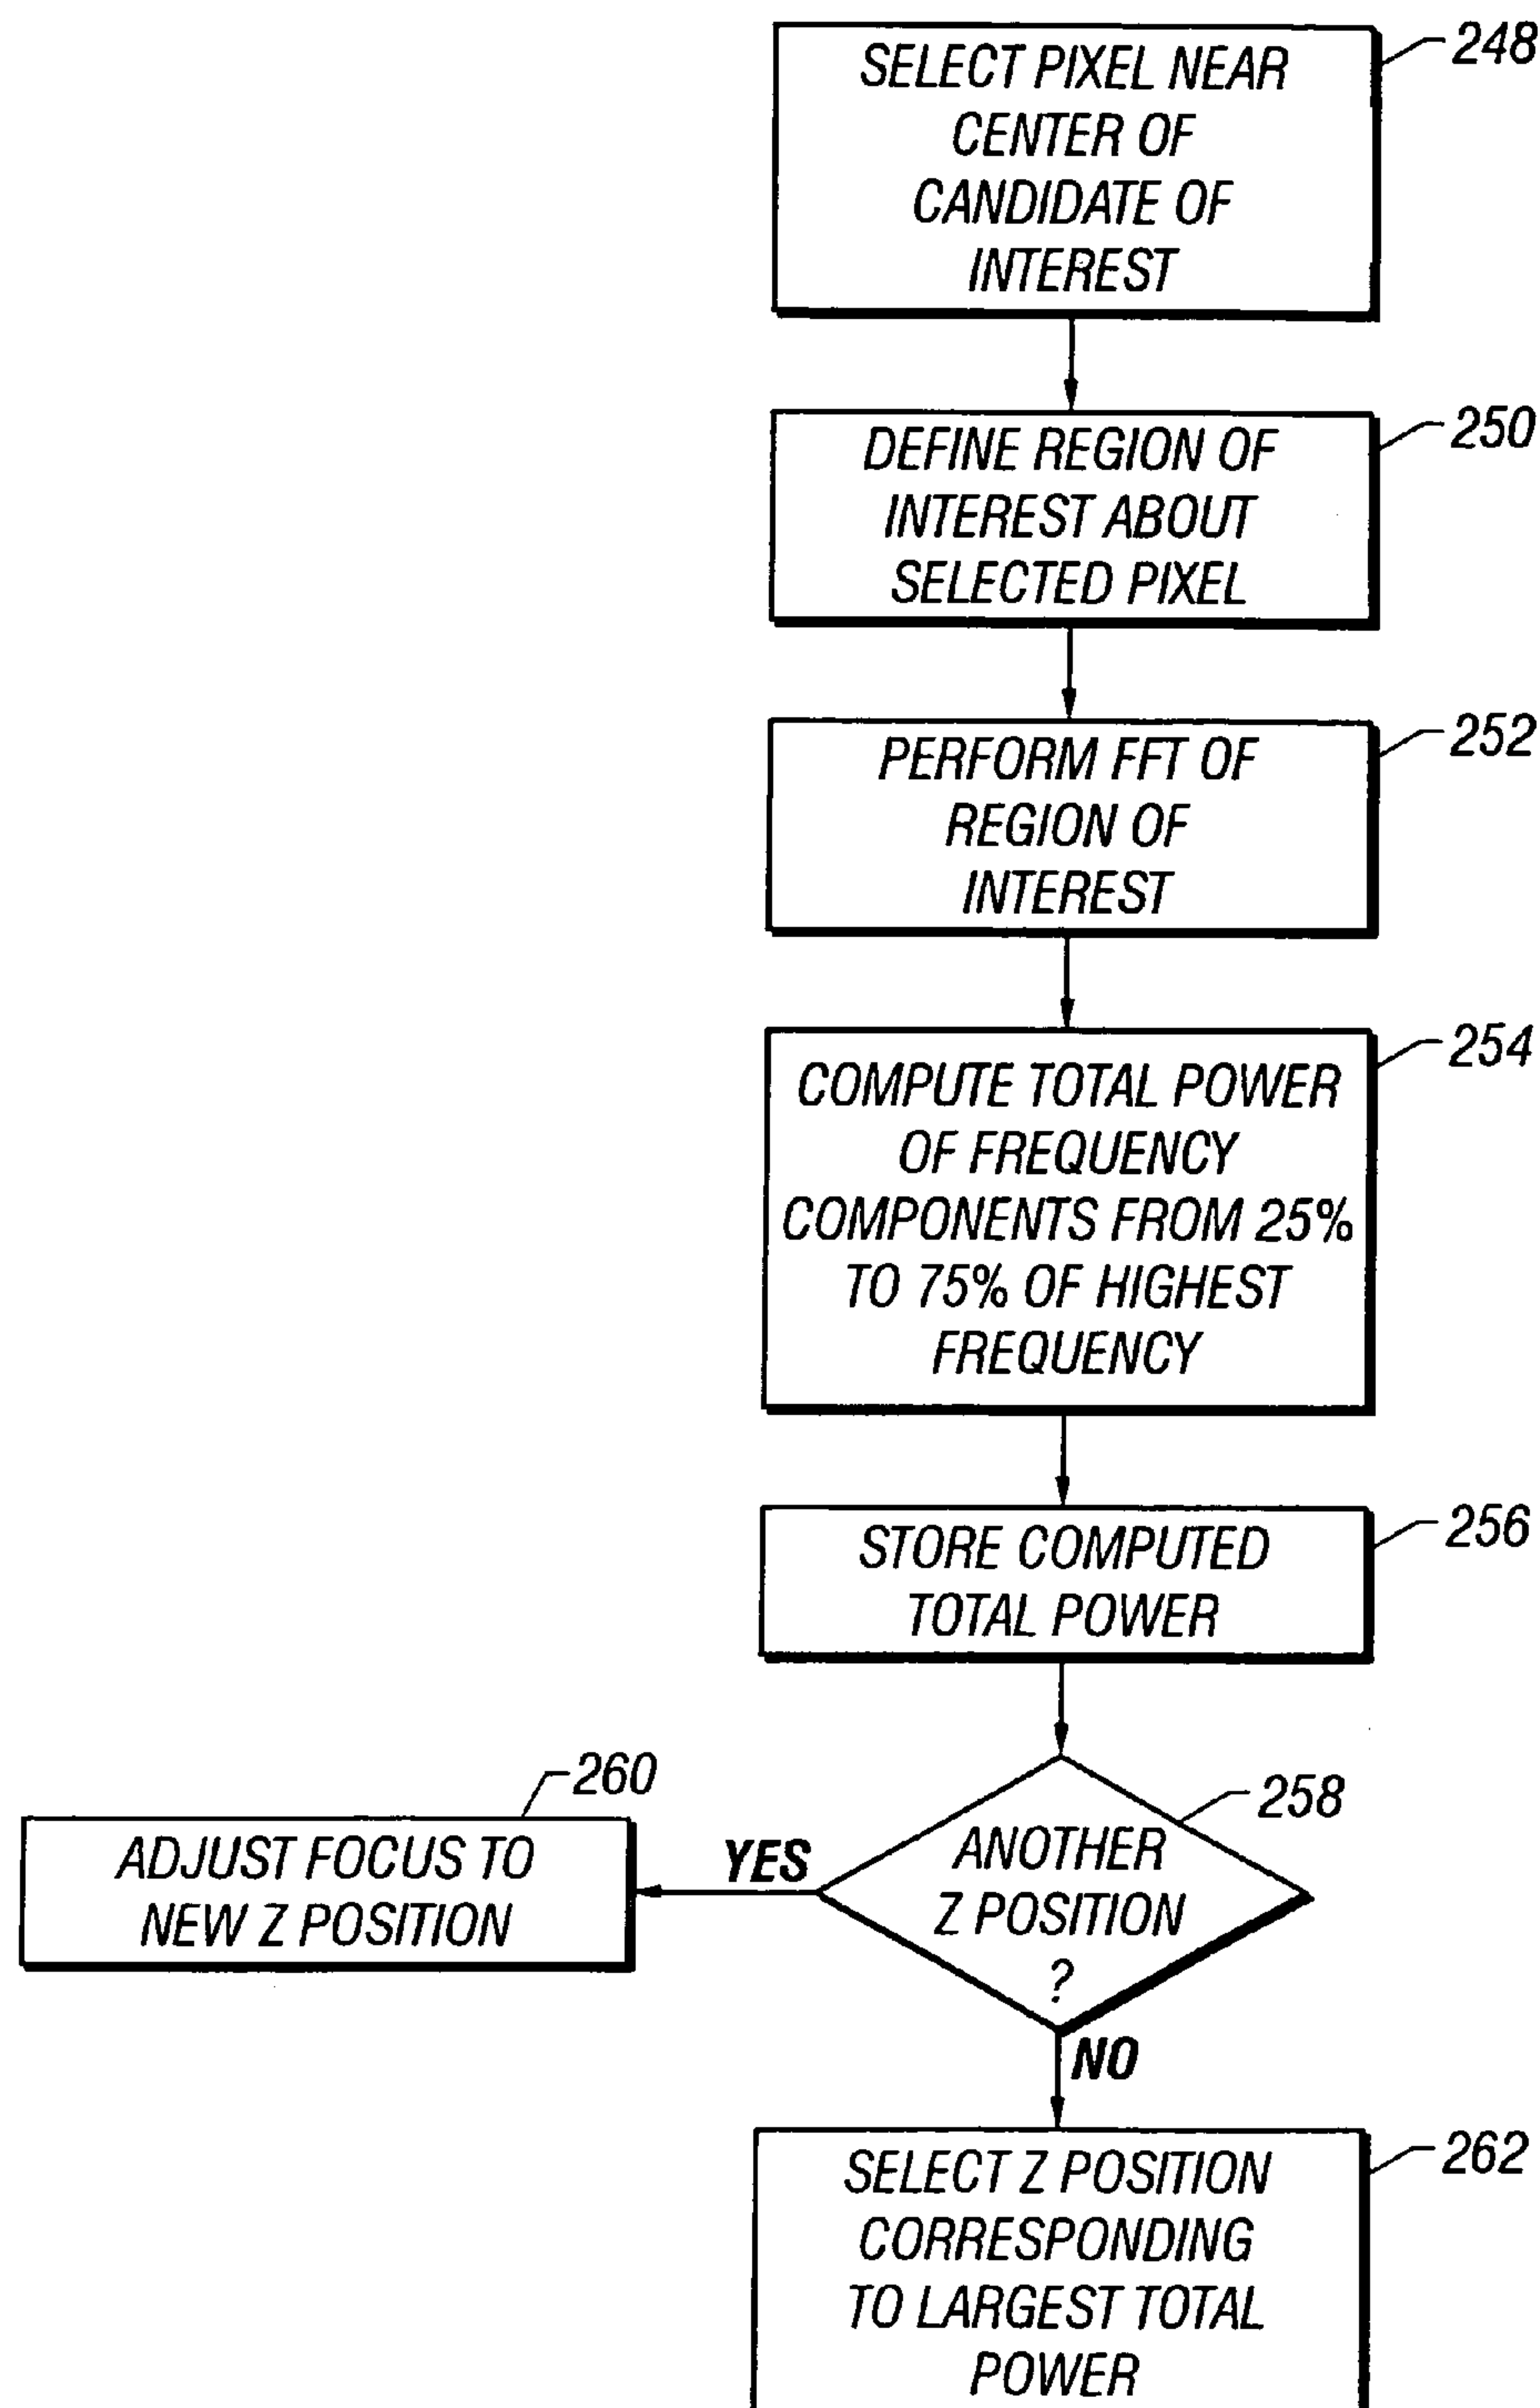 SELECT PIXEL NEAR
CENTER OF
CANDIDATE OF
INTEREST
248
DEFINE REGION OF
INTEREST ABOUT
SELECTED PIXEL
250
PERFORM FFT OF
REGION OF
INTEREST
252
COMPUTE TOTAL POWER
OF FREQUENCY
COMPONENTS FROM 25%
TO 75% OF HIGHEST
FREQUENCY
254
STORE COMPUTED
TOTAL POWER
256
ANOTHER
Z POSITION
?
258
YES
ADJUST FOCUS TO
NEW Z POSITION
260
NO
SELECT Z POSITION
CORRESPONDING
TO LARGEST TOTAL
POWER
262